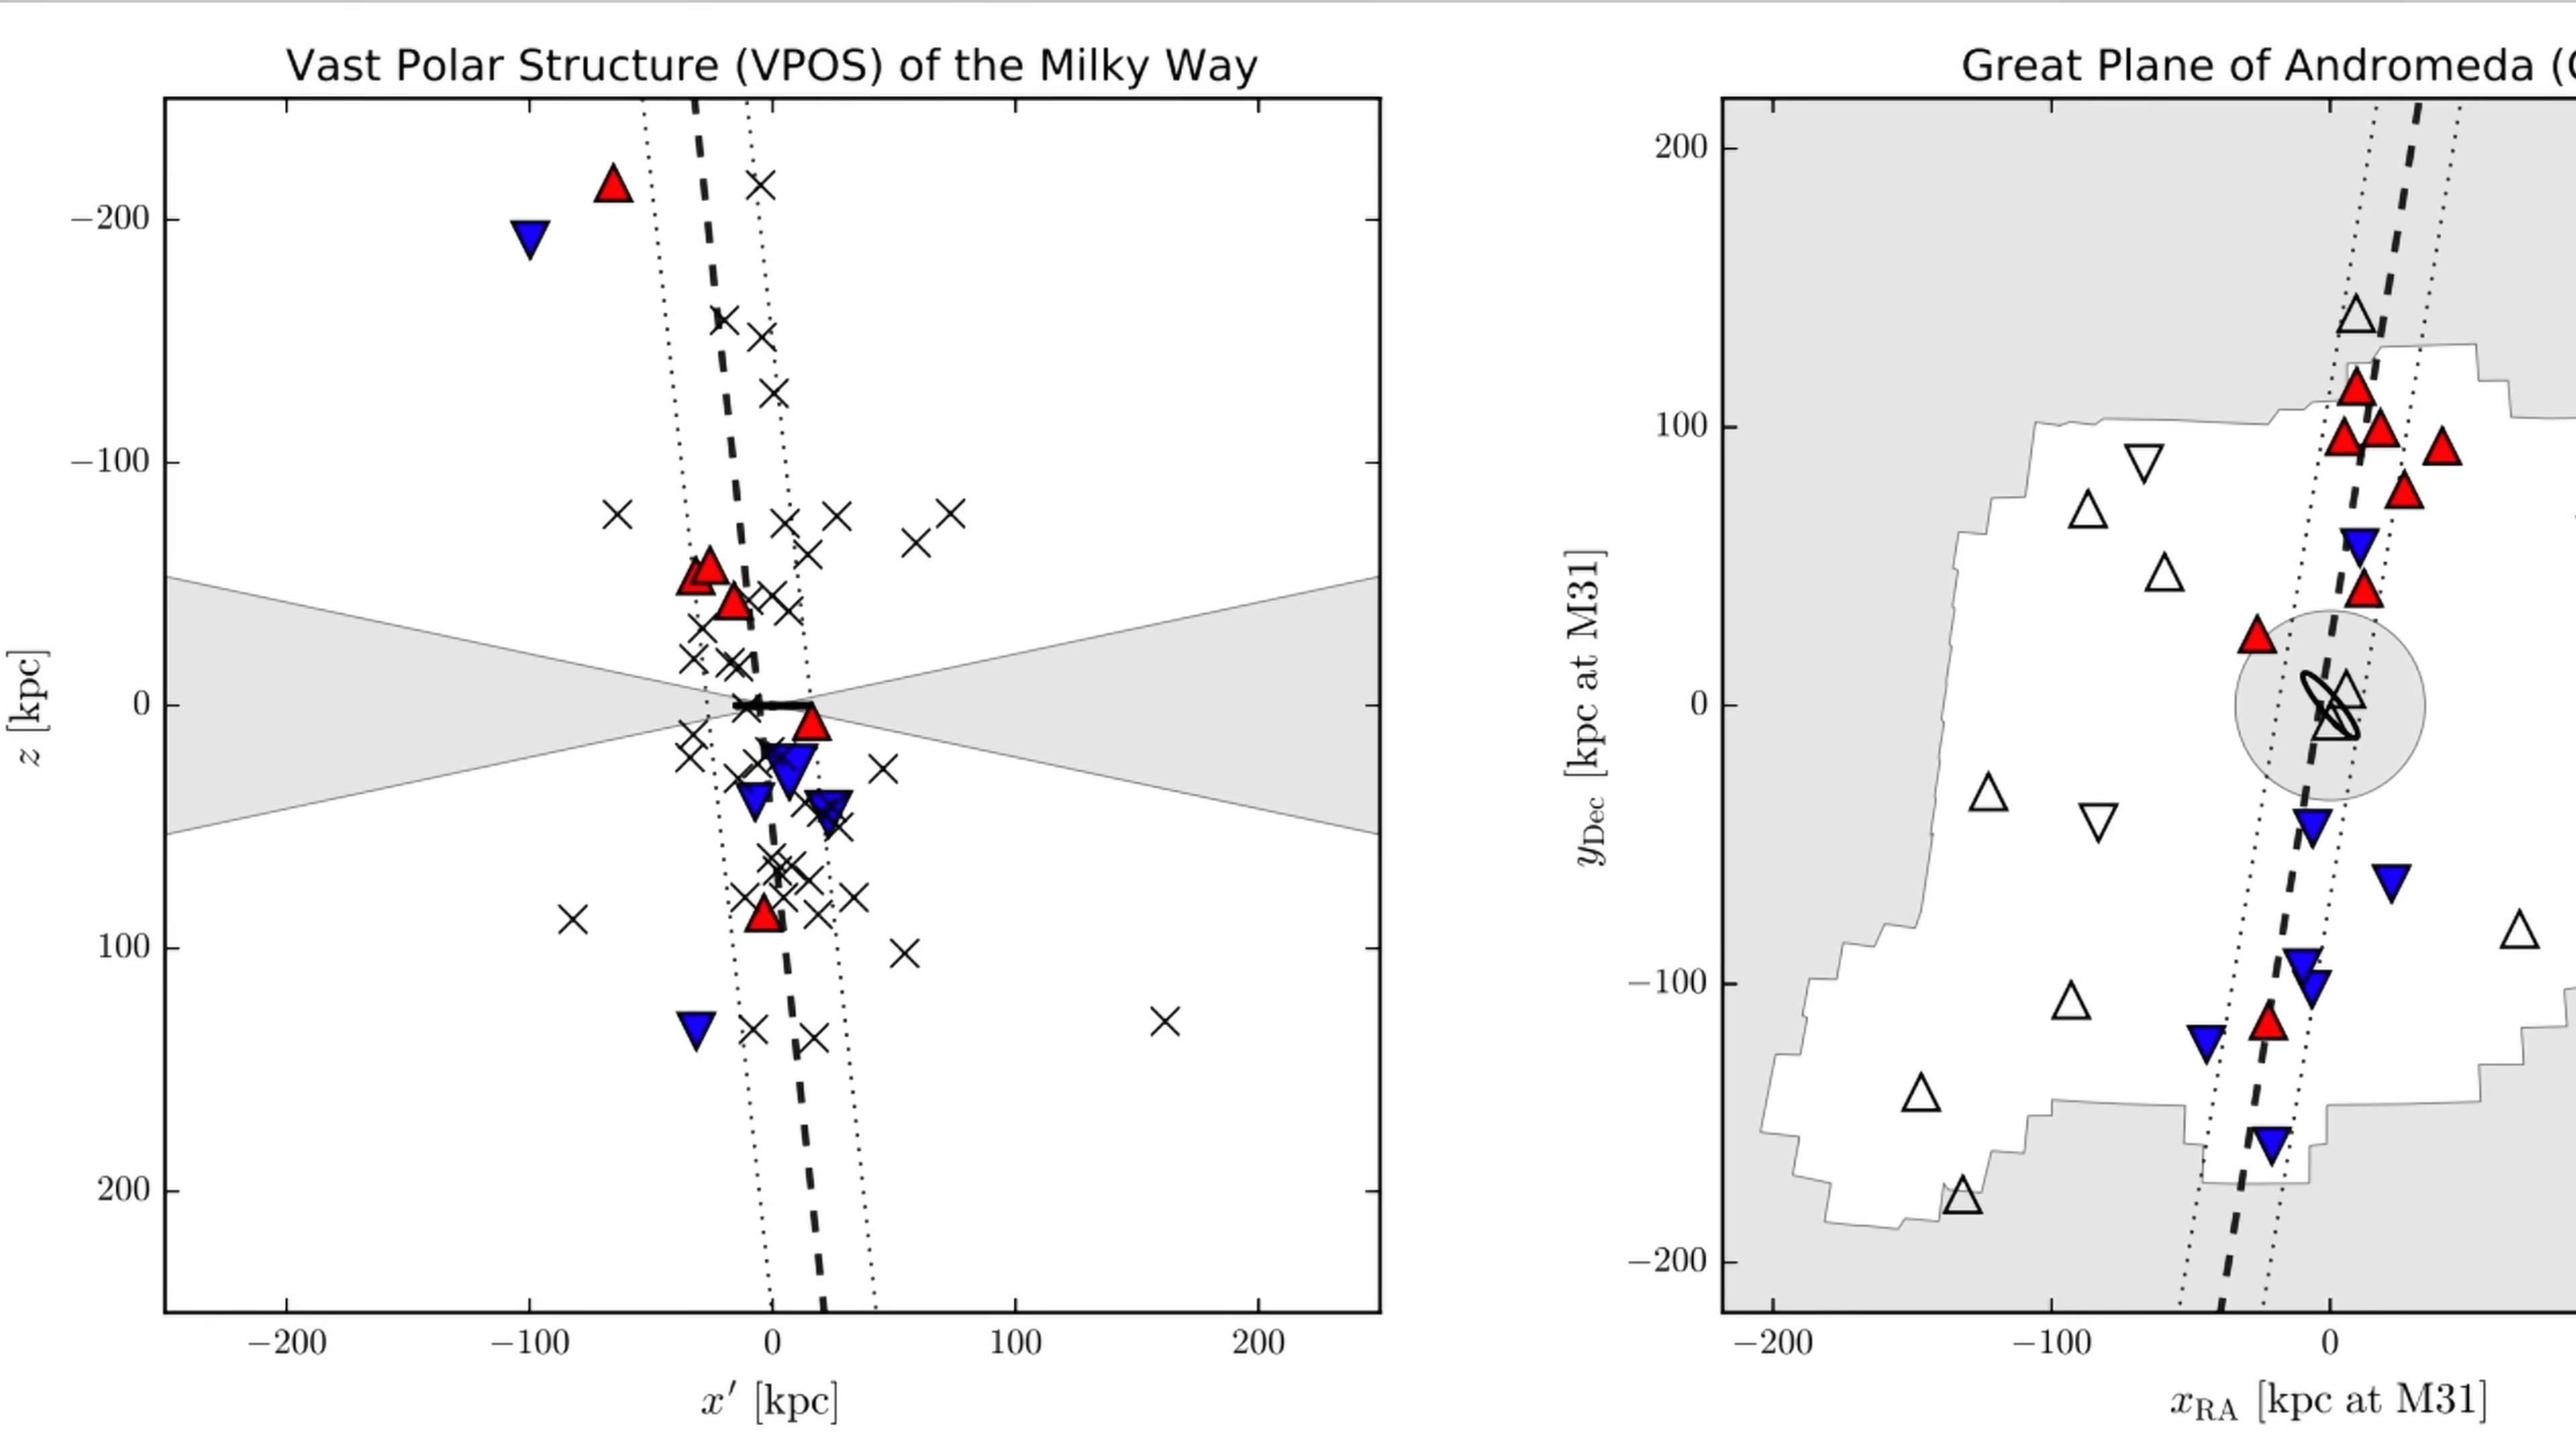 Vast Polar Structure (VPOS) of the Milky Way
−200
−100
0
100
200
z [kpc]
−200 −100 0 100 200
x′ [kpc]
Great Plane of Andromeda (
200
100
0
−100
−200
yDec [kpc at M31]
−200 −100 0
xRA [kpc at M31]